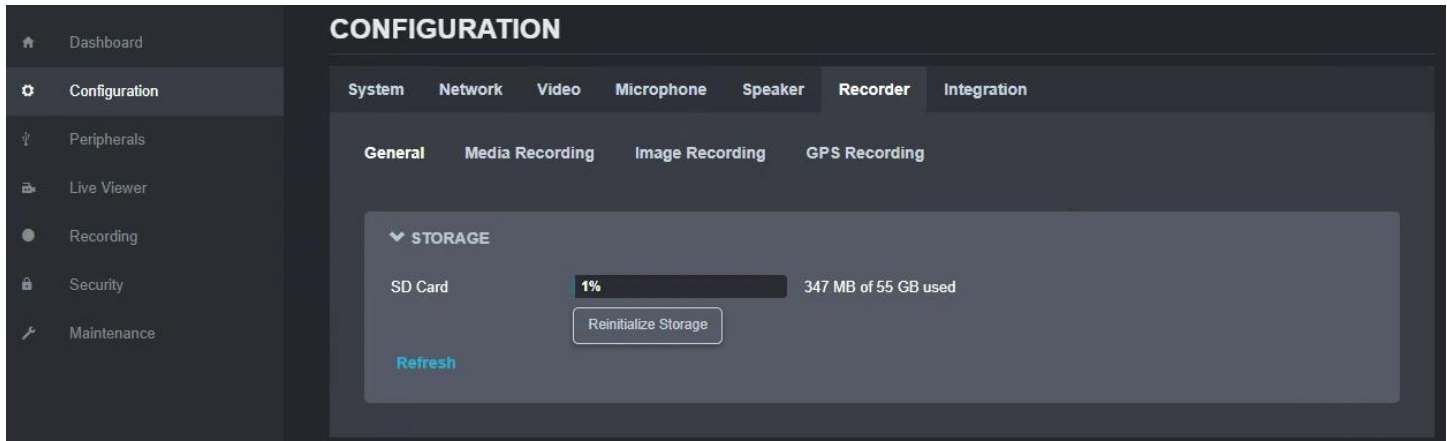 Dashboard
Configuration
Peripherals
Live Viewer
Recording
Security
Maintenance
CONFIGURATION
System Network Video Microphone Speaker Recorder Integration
General Media Recording Image Recording GPS Recording
STORAGE
SD Card 1% 347 MB of 55 GB used
Reinitialize Storage
Refresh